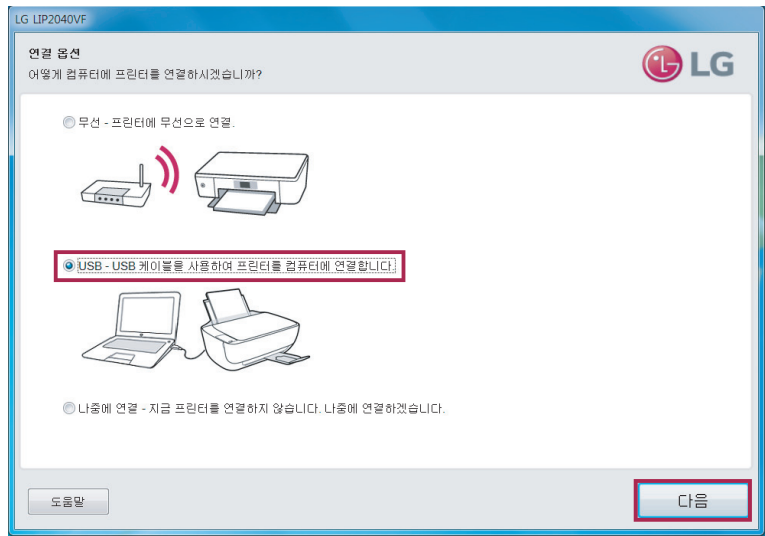 LG LIP2040VF
연결 옵션
어떻게 컴퓨터에 프린터를 연결하시겠습니까?
LG
무선 - 프린터에 무선으로 연결.
USB - USB 케이블을 사용하여 프린터를 컴퓨터에 연결합니다.
나중에 연결 - 지금 프린터를 연결하지 않습니다. 나중에 연결하겠습니다.
도움말
다음